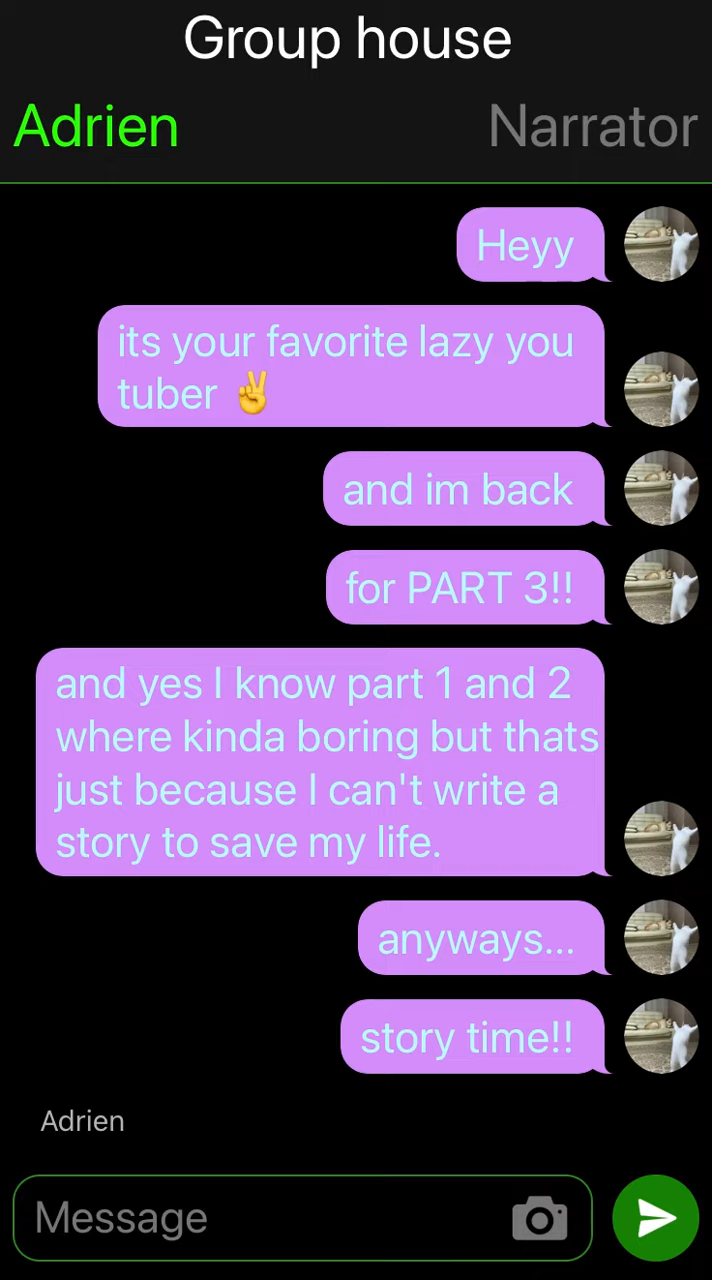 Group house
Adrien
Narrator
Heyy
its your favorite lazy you
tuber ✌️
and im back
for PART 3!!
and yes I know part 1 and 2
where kinda boring but thats
just because I can't write a
story to save my life.
anyways...
story time!!
Adrien
Message